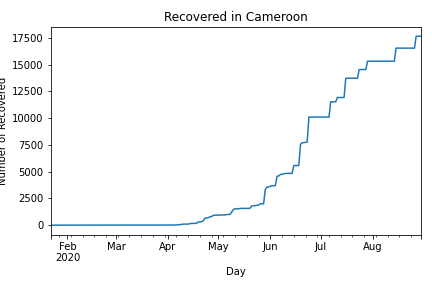 Recovered in Cameroon
Number of Recovered
17500
15000
12500
10000
7500
5000
2500
0
Feb
2020
Mar
Apr
May
Jun
Jul
Aug
Day